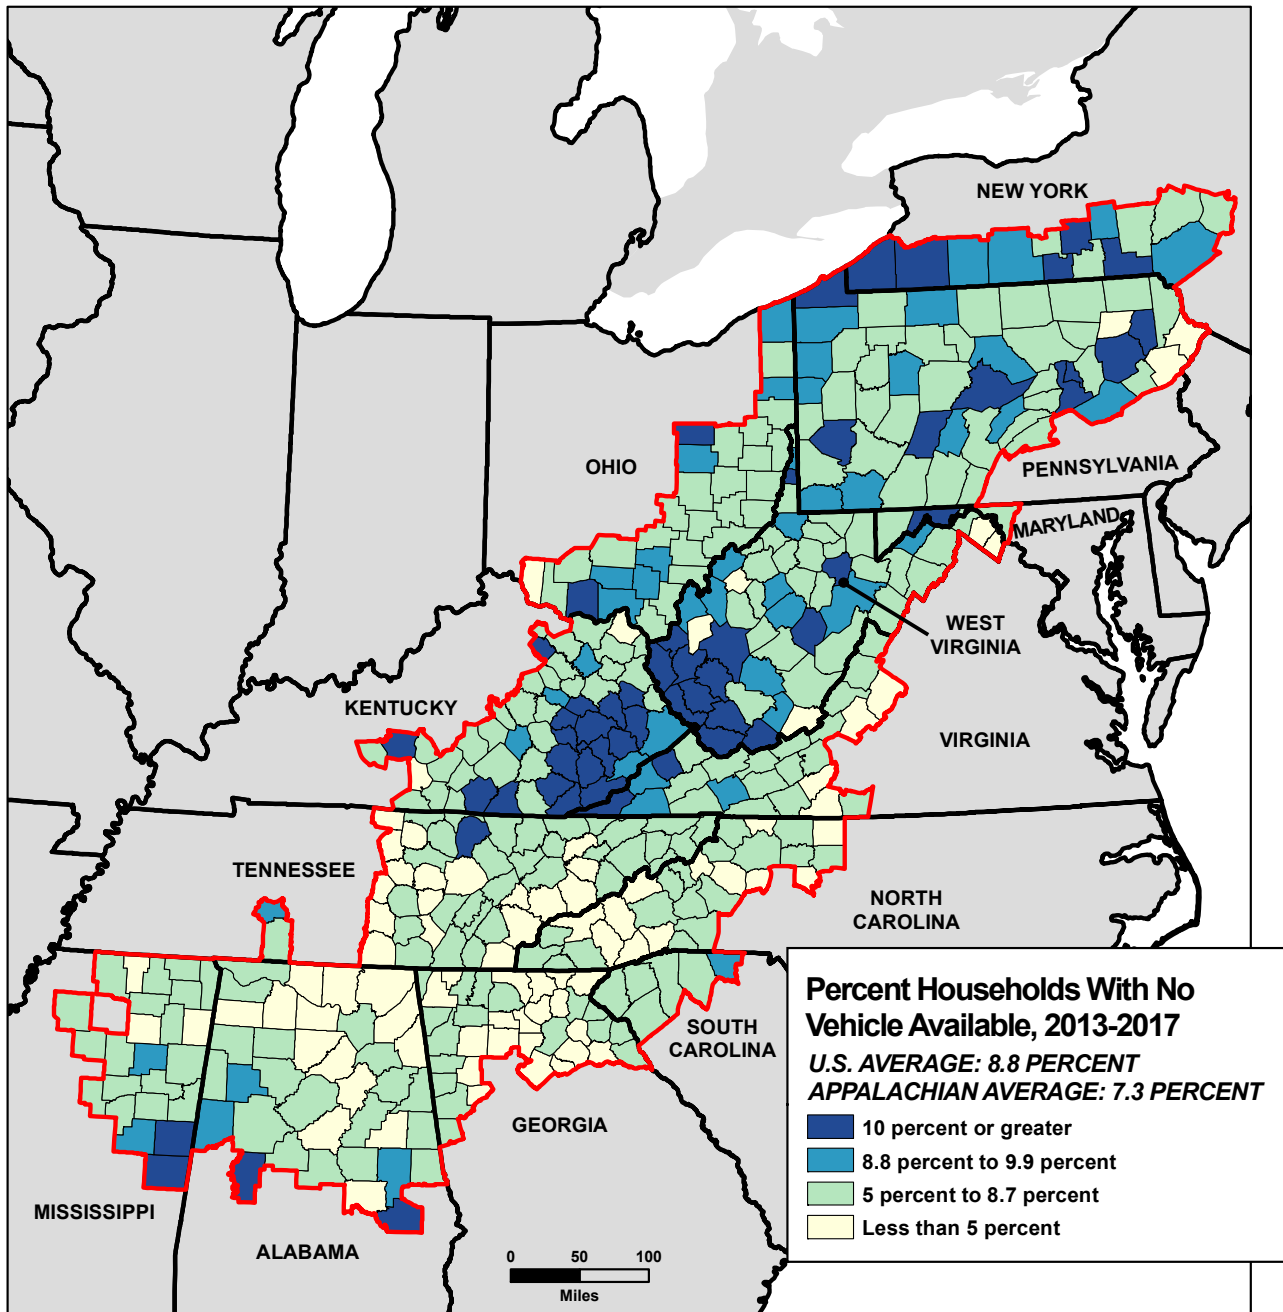 NEW YORK
OHIO
PENNSYLVANIA
MARYLAND
WEST
VIRGINIA
KENTUCKY
VIRGINIA
TENNESSEE
NORTH
CAROLINA
Percent Households With No
Vehicle Available, 2013-2017
U.S. AVERAGE: 8.8 PERCENT
APPALACHIAN AVERAGE: 7.3 PERCENT
10 percent or greater
8.8 percent to 9.9 percent
5 percent to 8.7 percent
Less than 5 percent
SOUTH
CAROLINA
GEORGIA
MISSISSIPPI
ALABAMA
0 50 100
Miles